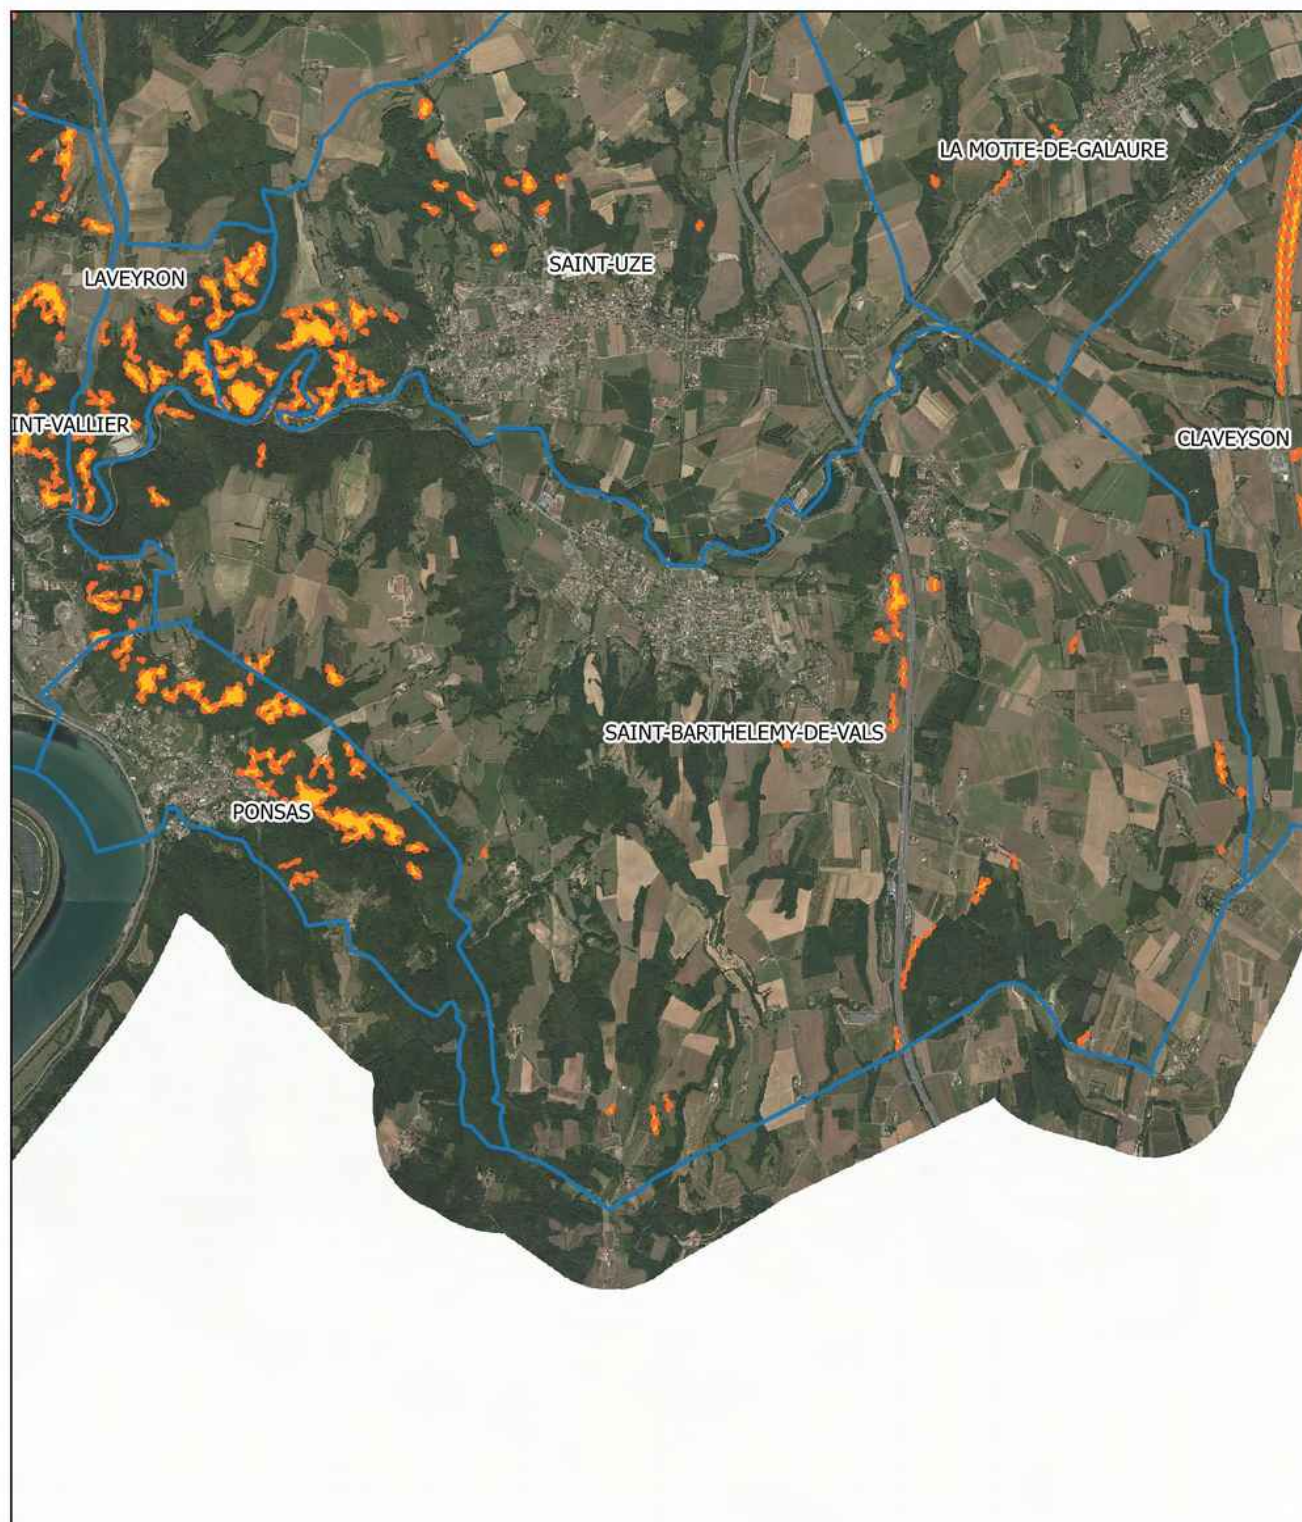 LA MOTTE-DE-GALAURE
SAINT-UZE
LAVEYRON
INT-VALLIER
CLAVEYSON
SAINT-BARTHELEMY-DE-VALS
PONSAS